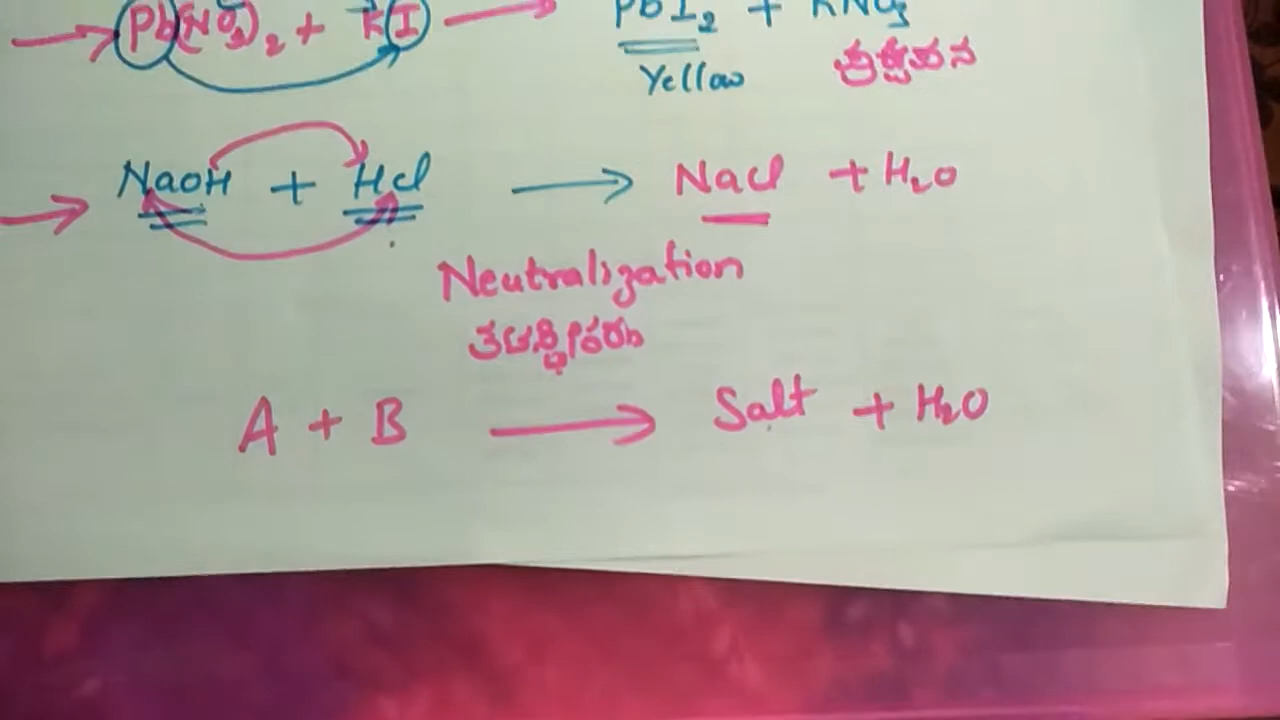 Pb(NO3)2 + KI → PbI2 + KNO3
Yellow
NaOH + HCl → NaCl + H2O
Neutralization
A + B → Salt + H2O